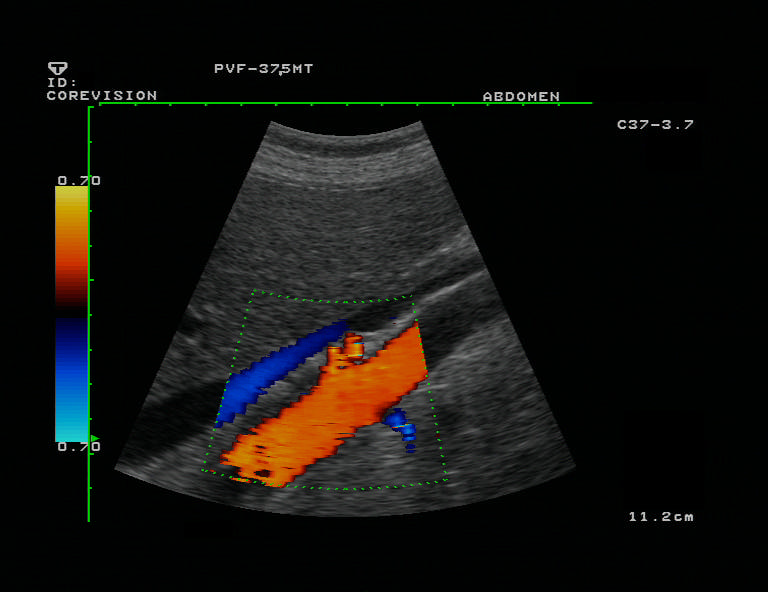 PVF-375MT
ID:
COREVISION
ABDOMEN
C37-3.7
0.70
0.70
11.2cm